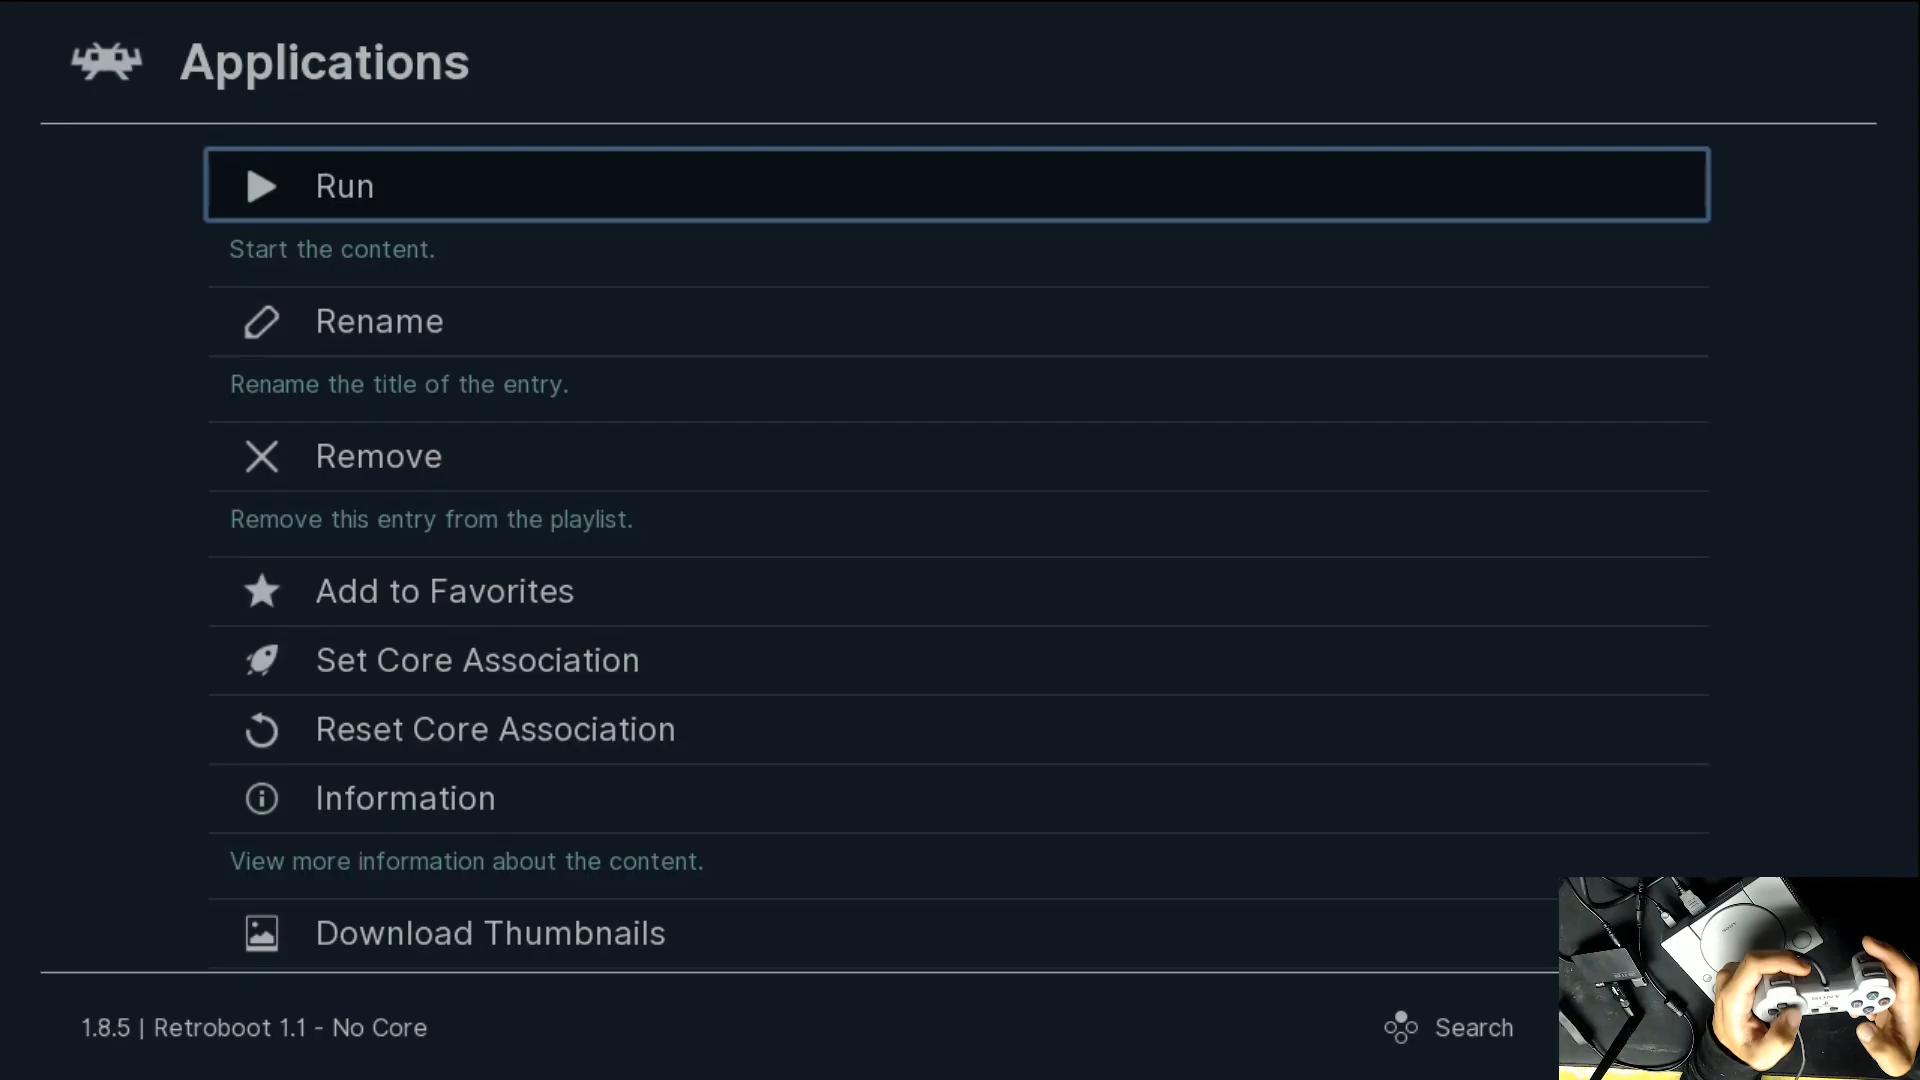 Applications
Run
Start the content.
Rename
Rename the title of the entry.
Remove
Remove this entry from the playlist.
Add to Favorites
Set Core Association
Reset Core Association
Information
View more information about the content.
Download Thumbnails
1.8.5 | Retroboot 1.1 - No Core
Search
SONY